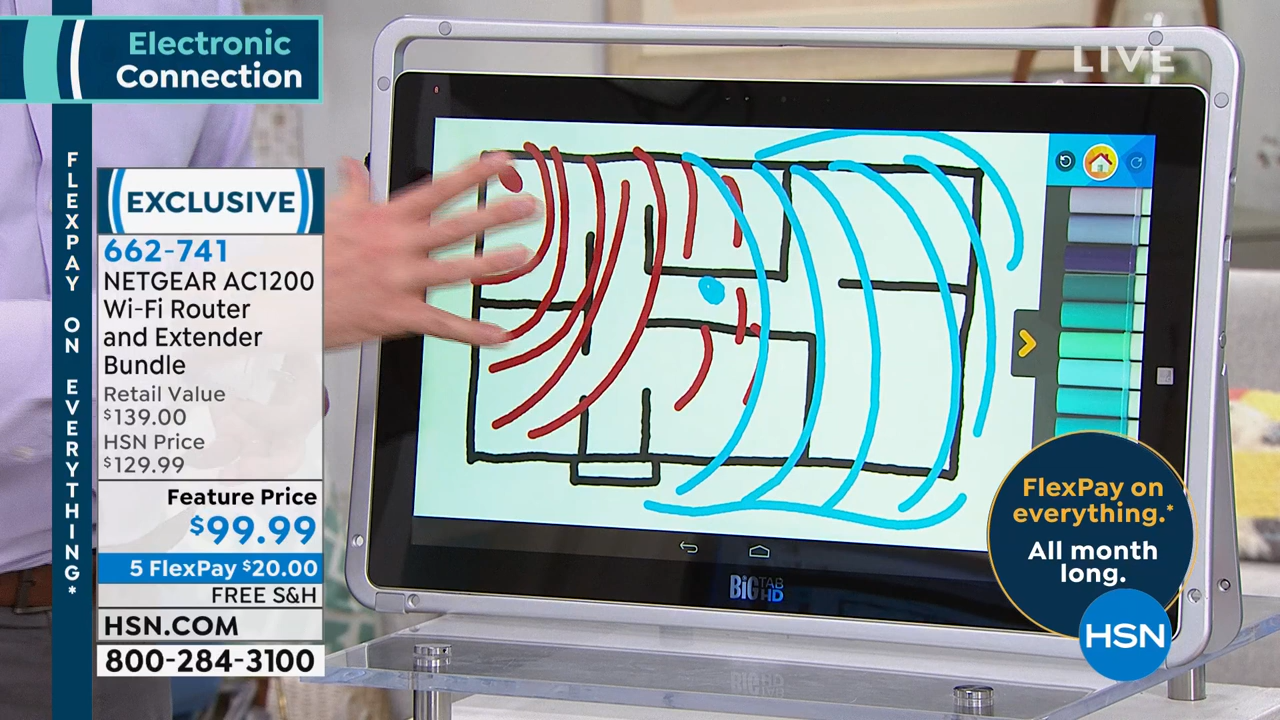 Electronic
Connection
LIVE
FLEXPAY ON EVERYTHING*
EXCLUSIVE
662-741
NETGEAR AC1200
Wi-Fi Router
and Extender
Bundle
Retail Value
$139.00
HSN Price
$129.99
Feature Price
$99.99
5 FlexPay $20.00
FREE S&H
HSN.COM
800-284-3100
BiG TAB HD
FlexPay on
everything.*
All month
long.
HSN